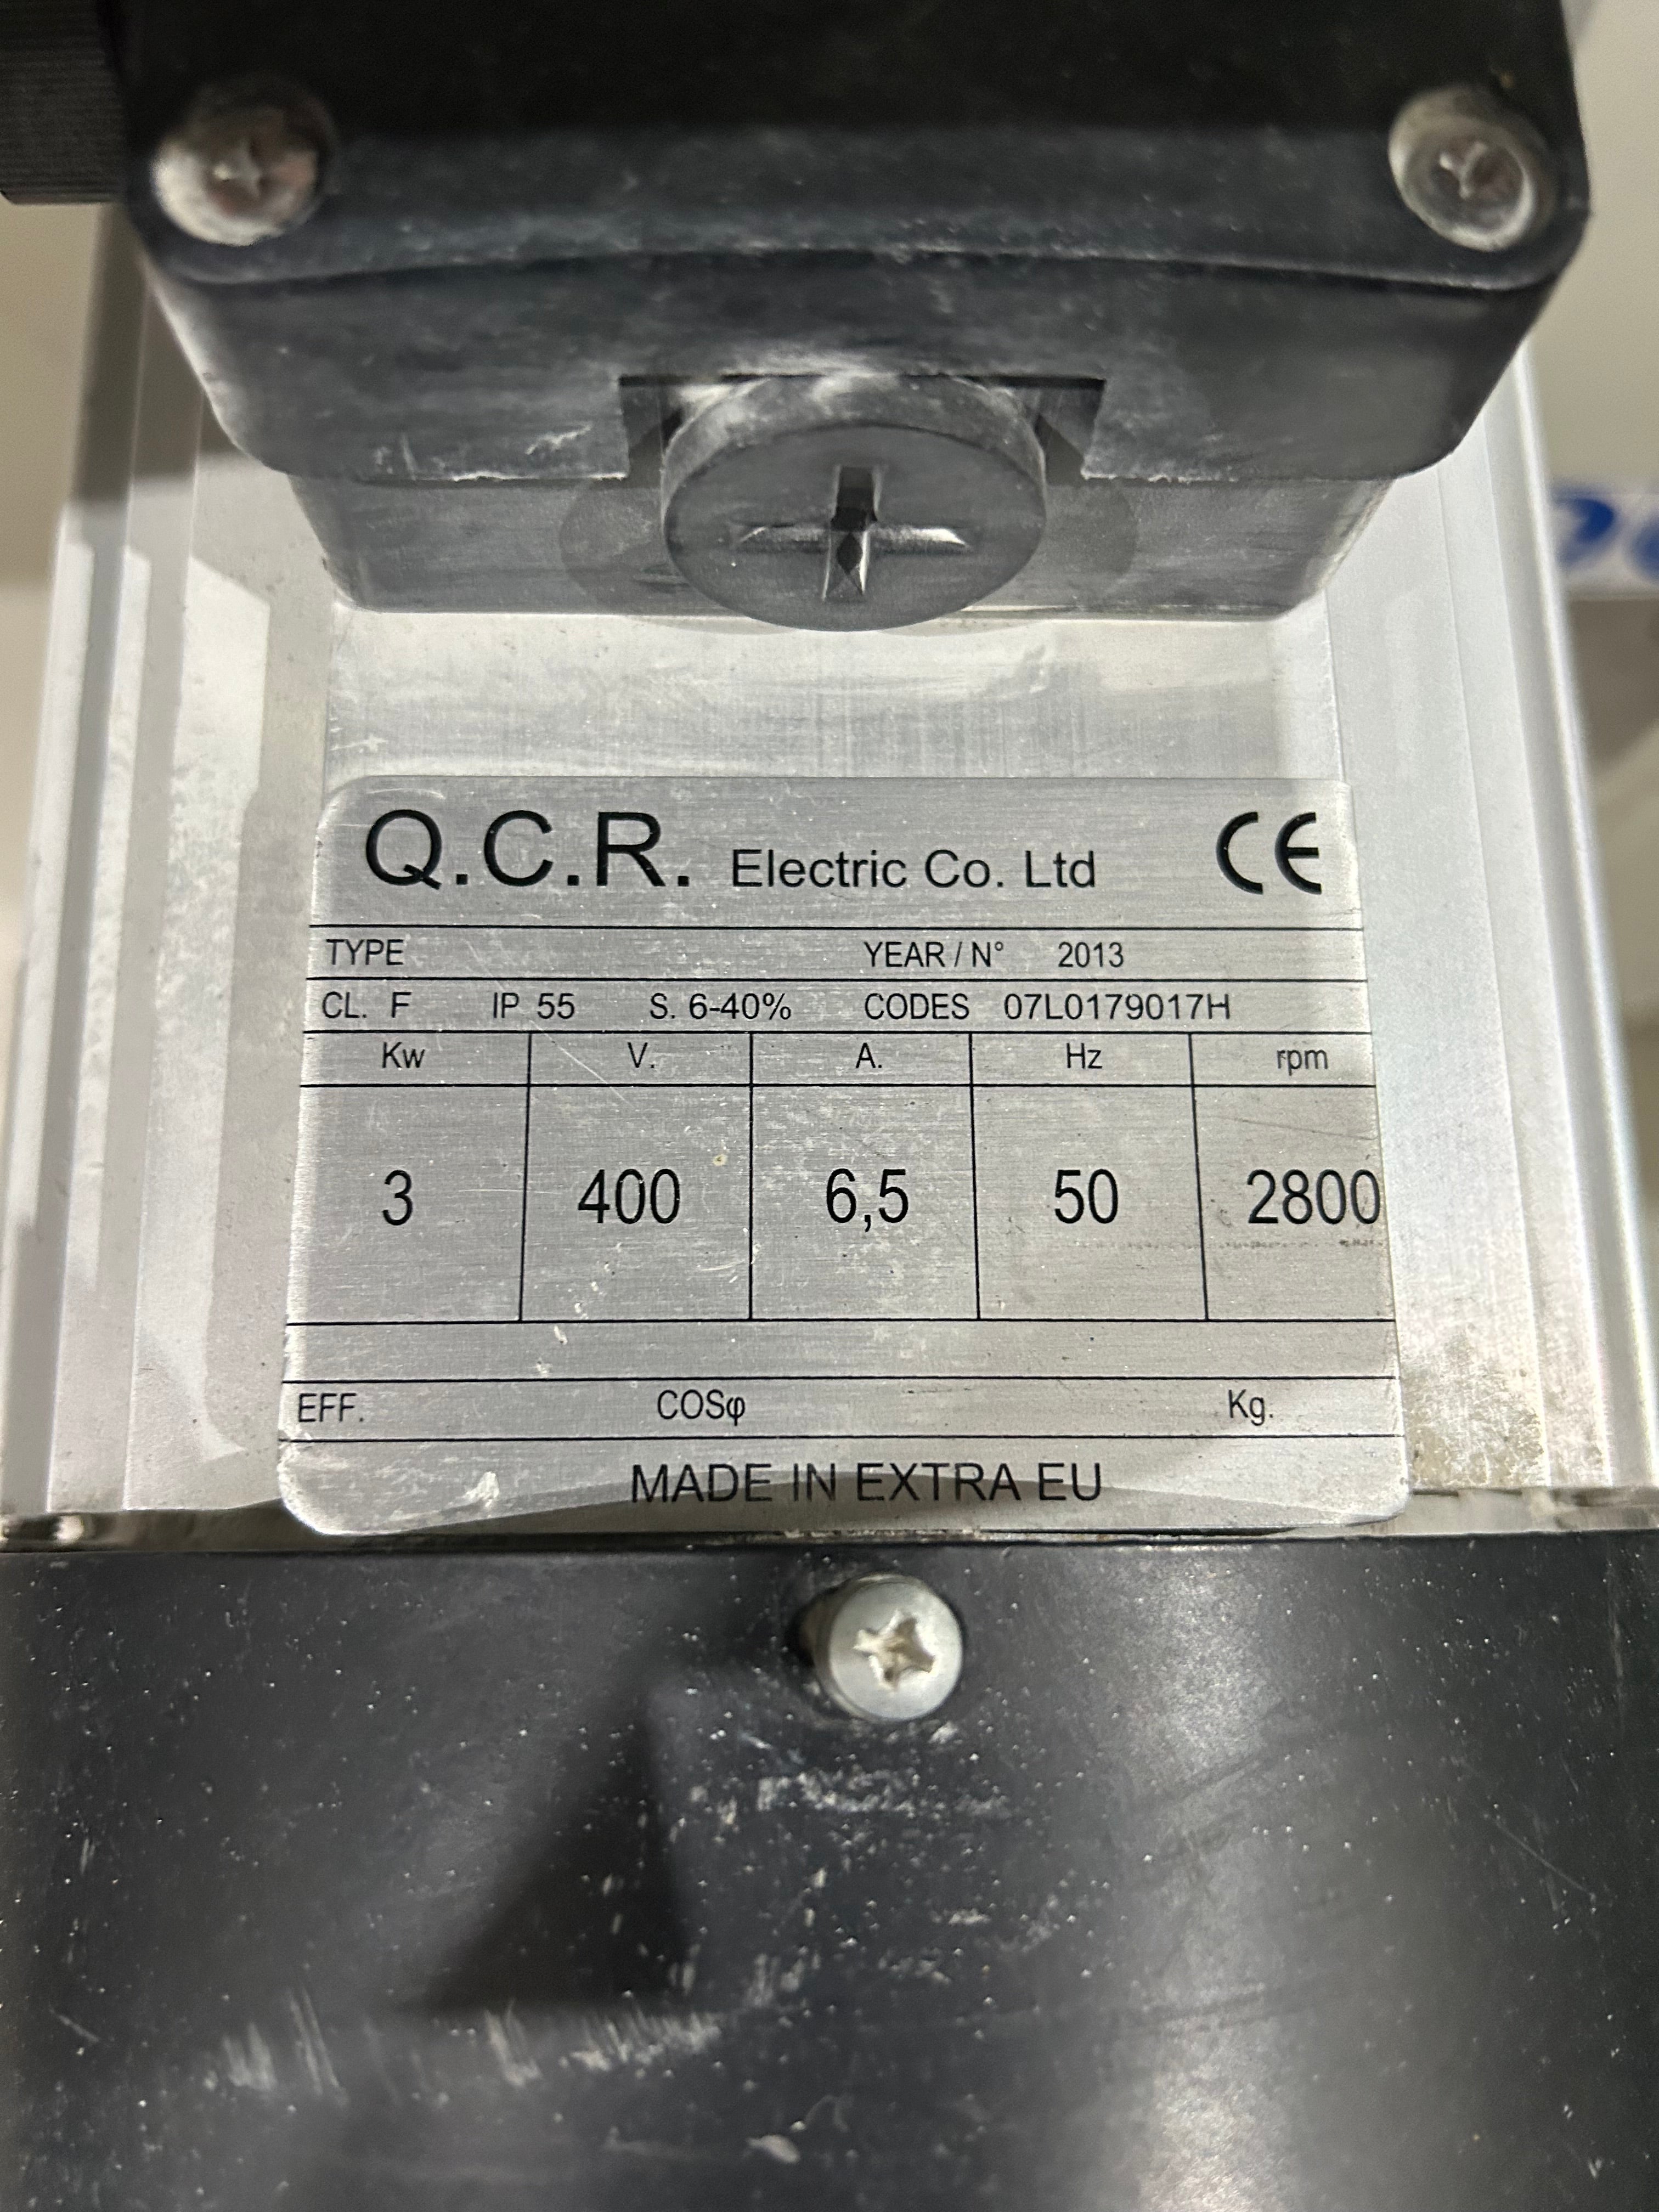 Q.C.R. Electric Co. Ltd CE
TYPE YEAR / N° 2013
CL. F IP 55 S. 6-40% CODES 07L0179017H
Kw V. A. Hz rpm
3 400 6,5 50 2800
EFF. COSφ Kg.
MADE IN EXTRA EU